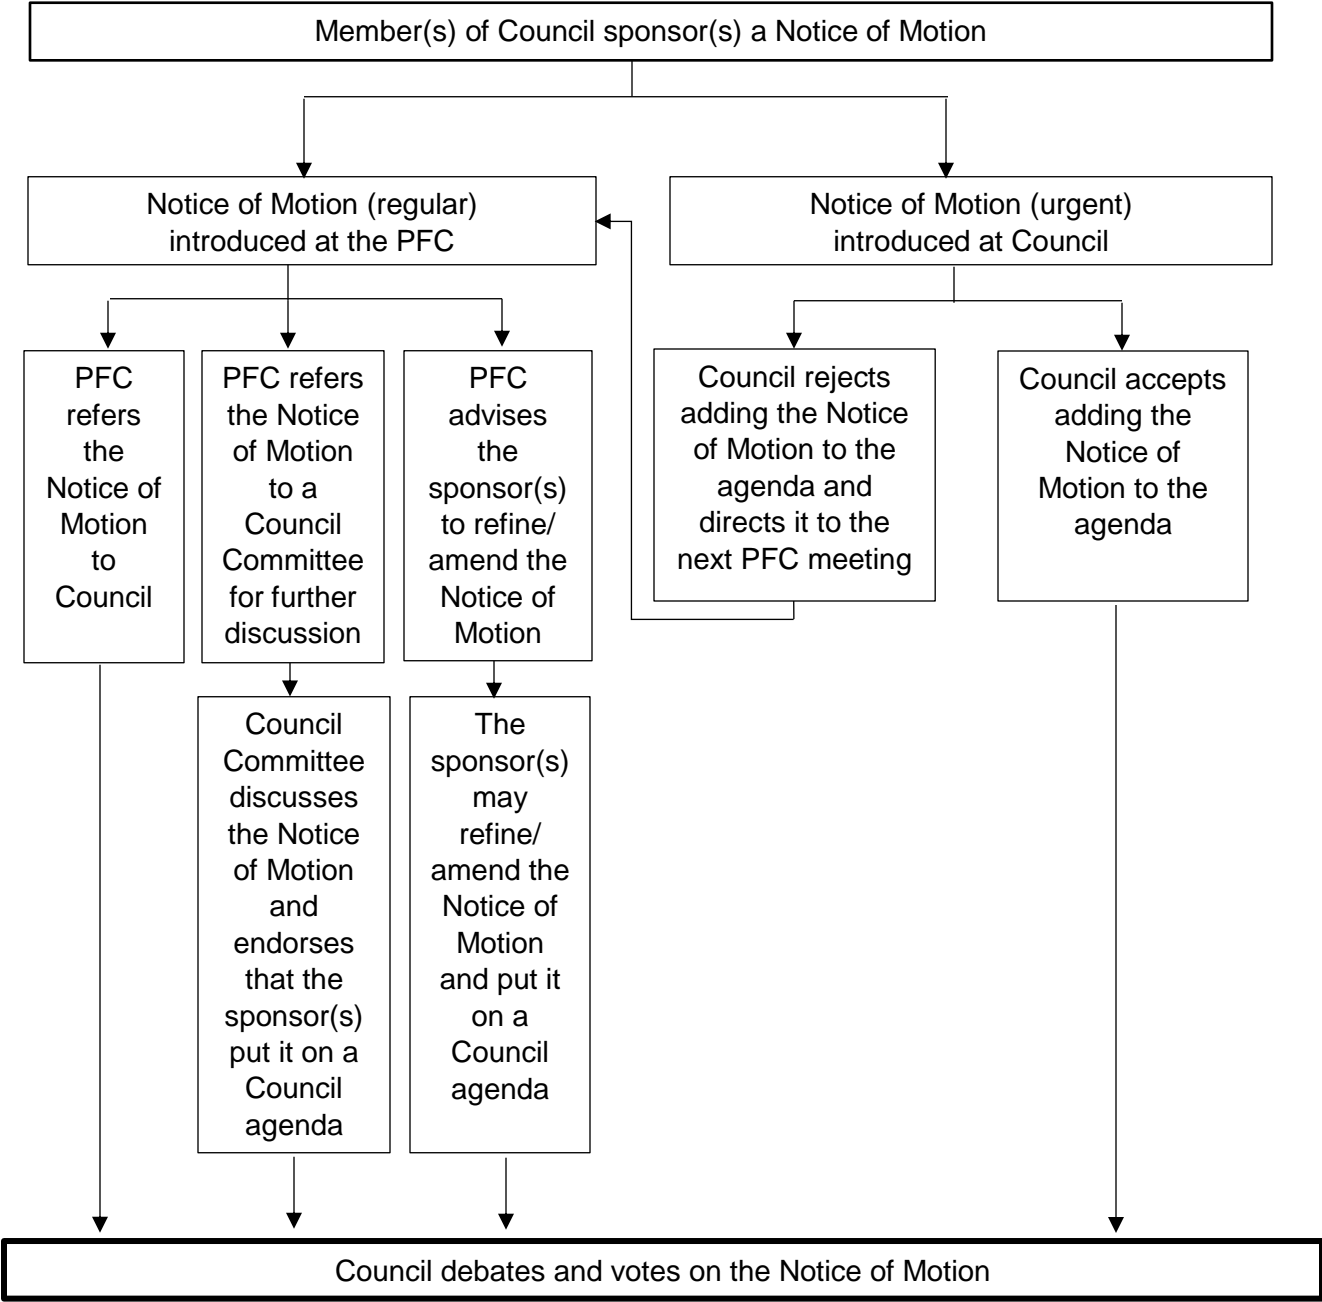 Member(s) of Council sponsor(s) a Notice of Motion
Notice of Motion (regular)
introduced at the PFC
Notice of Motion (urgent)
introduced at Council
PFC
refers
the
Notice of
Motion
to
Council
PFC refers
the Notice
of Motion
to a
Council
Committee
for further
discussion
PFC
advises
the
sponsor(s)
to refine/
amend the
Notice of
Motion
Council rejects
adding the Notice
of Motion to the
agenda and
directs it to the
next PFC meeting
Council accepts
adding the
Notice of
Motion to the
agenda
Council
Committee
discusses
the Notice
of Motion
and
endorses
that the
sponsor(s)
put it on a
Council
agenda
The
sponsor(s)
may
refine/
amend the
Notice of
Motion
and put it
on a
Council
agenda
Council debates and votes on the Notice of Motion